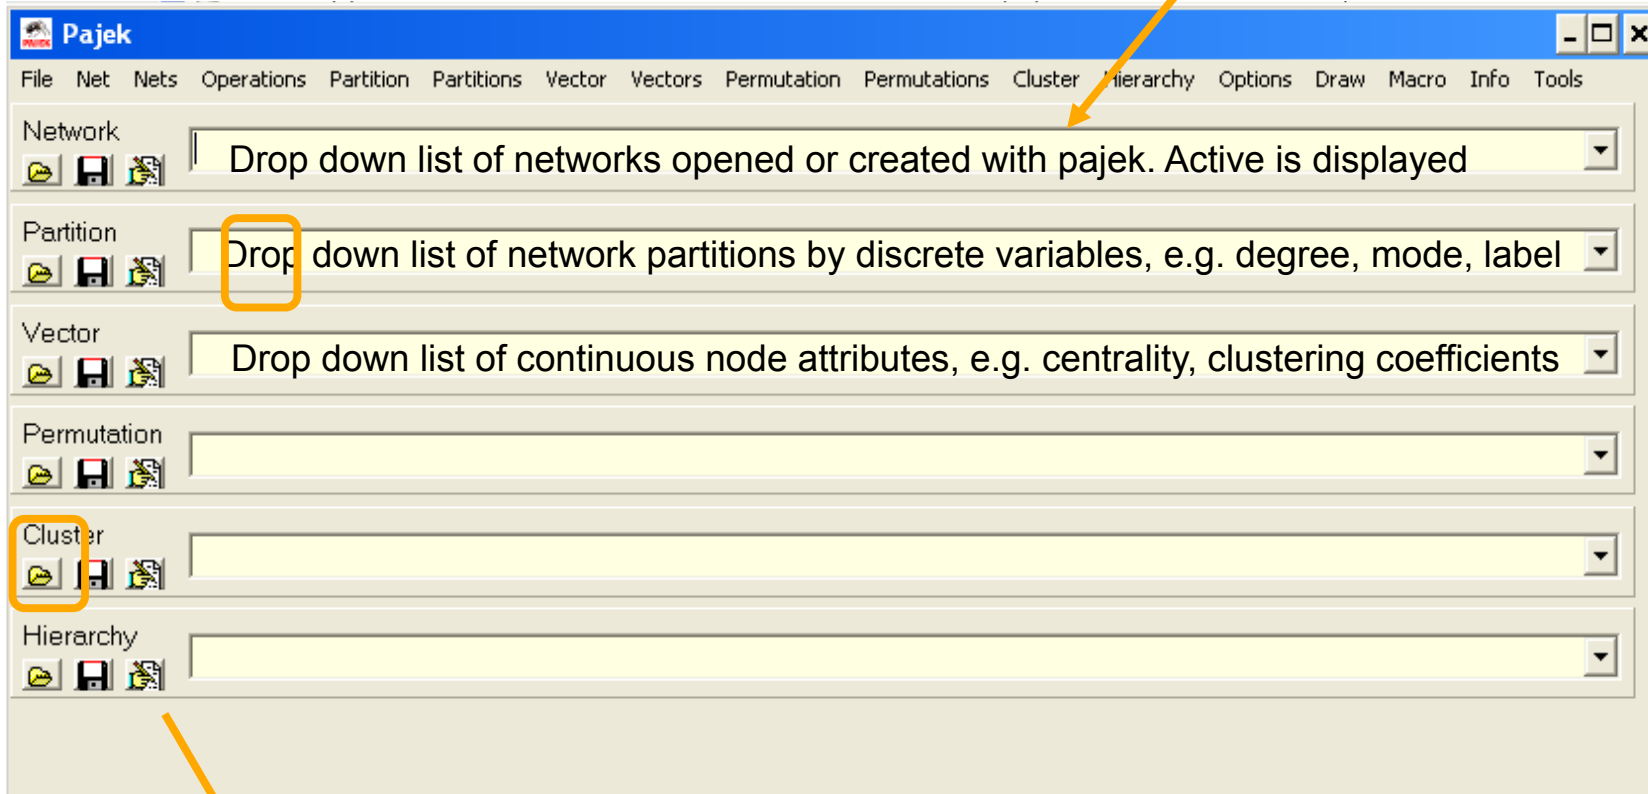 Pajek
File Net Nets Operations Partition Partitions Vector Vectors Permutation Permutations Cluster Hierarchy Options Draw Macro Info Tools
Network
Drop down list of networks opened or created with pajek. Active is displayed
Partition
Drop down list of network partitions by discrete variables, e.g. degree, mode, label
Vector
Drop down list of continuous node attributes, e.g. centrality, clustering coefficients
Permutation
Cluster
Hierarchy